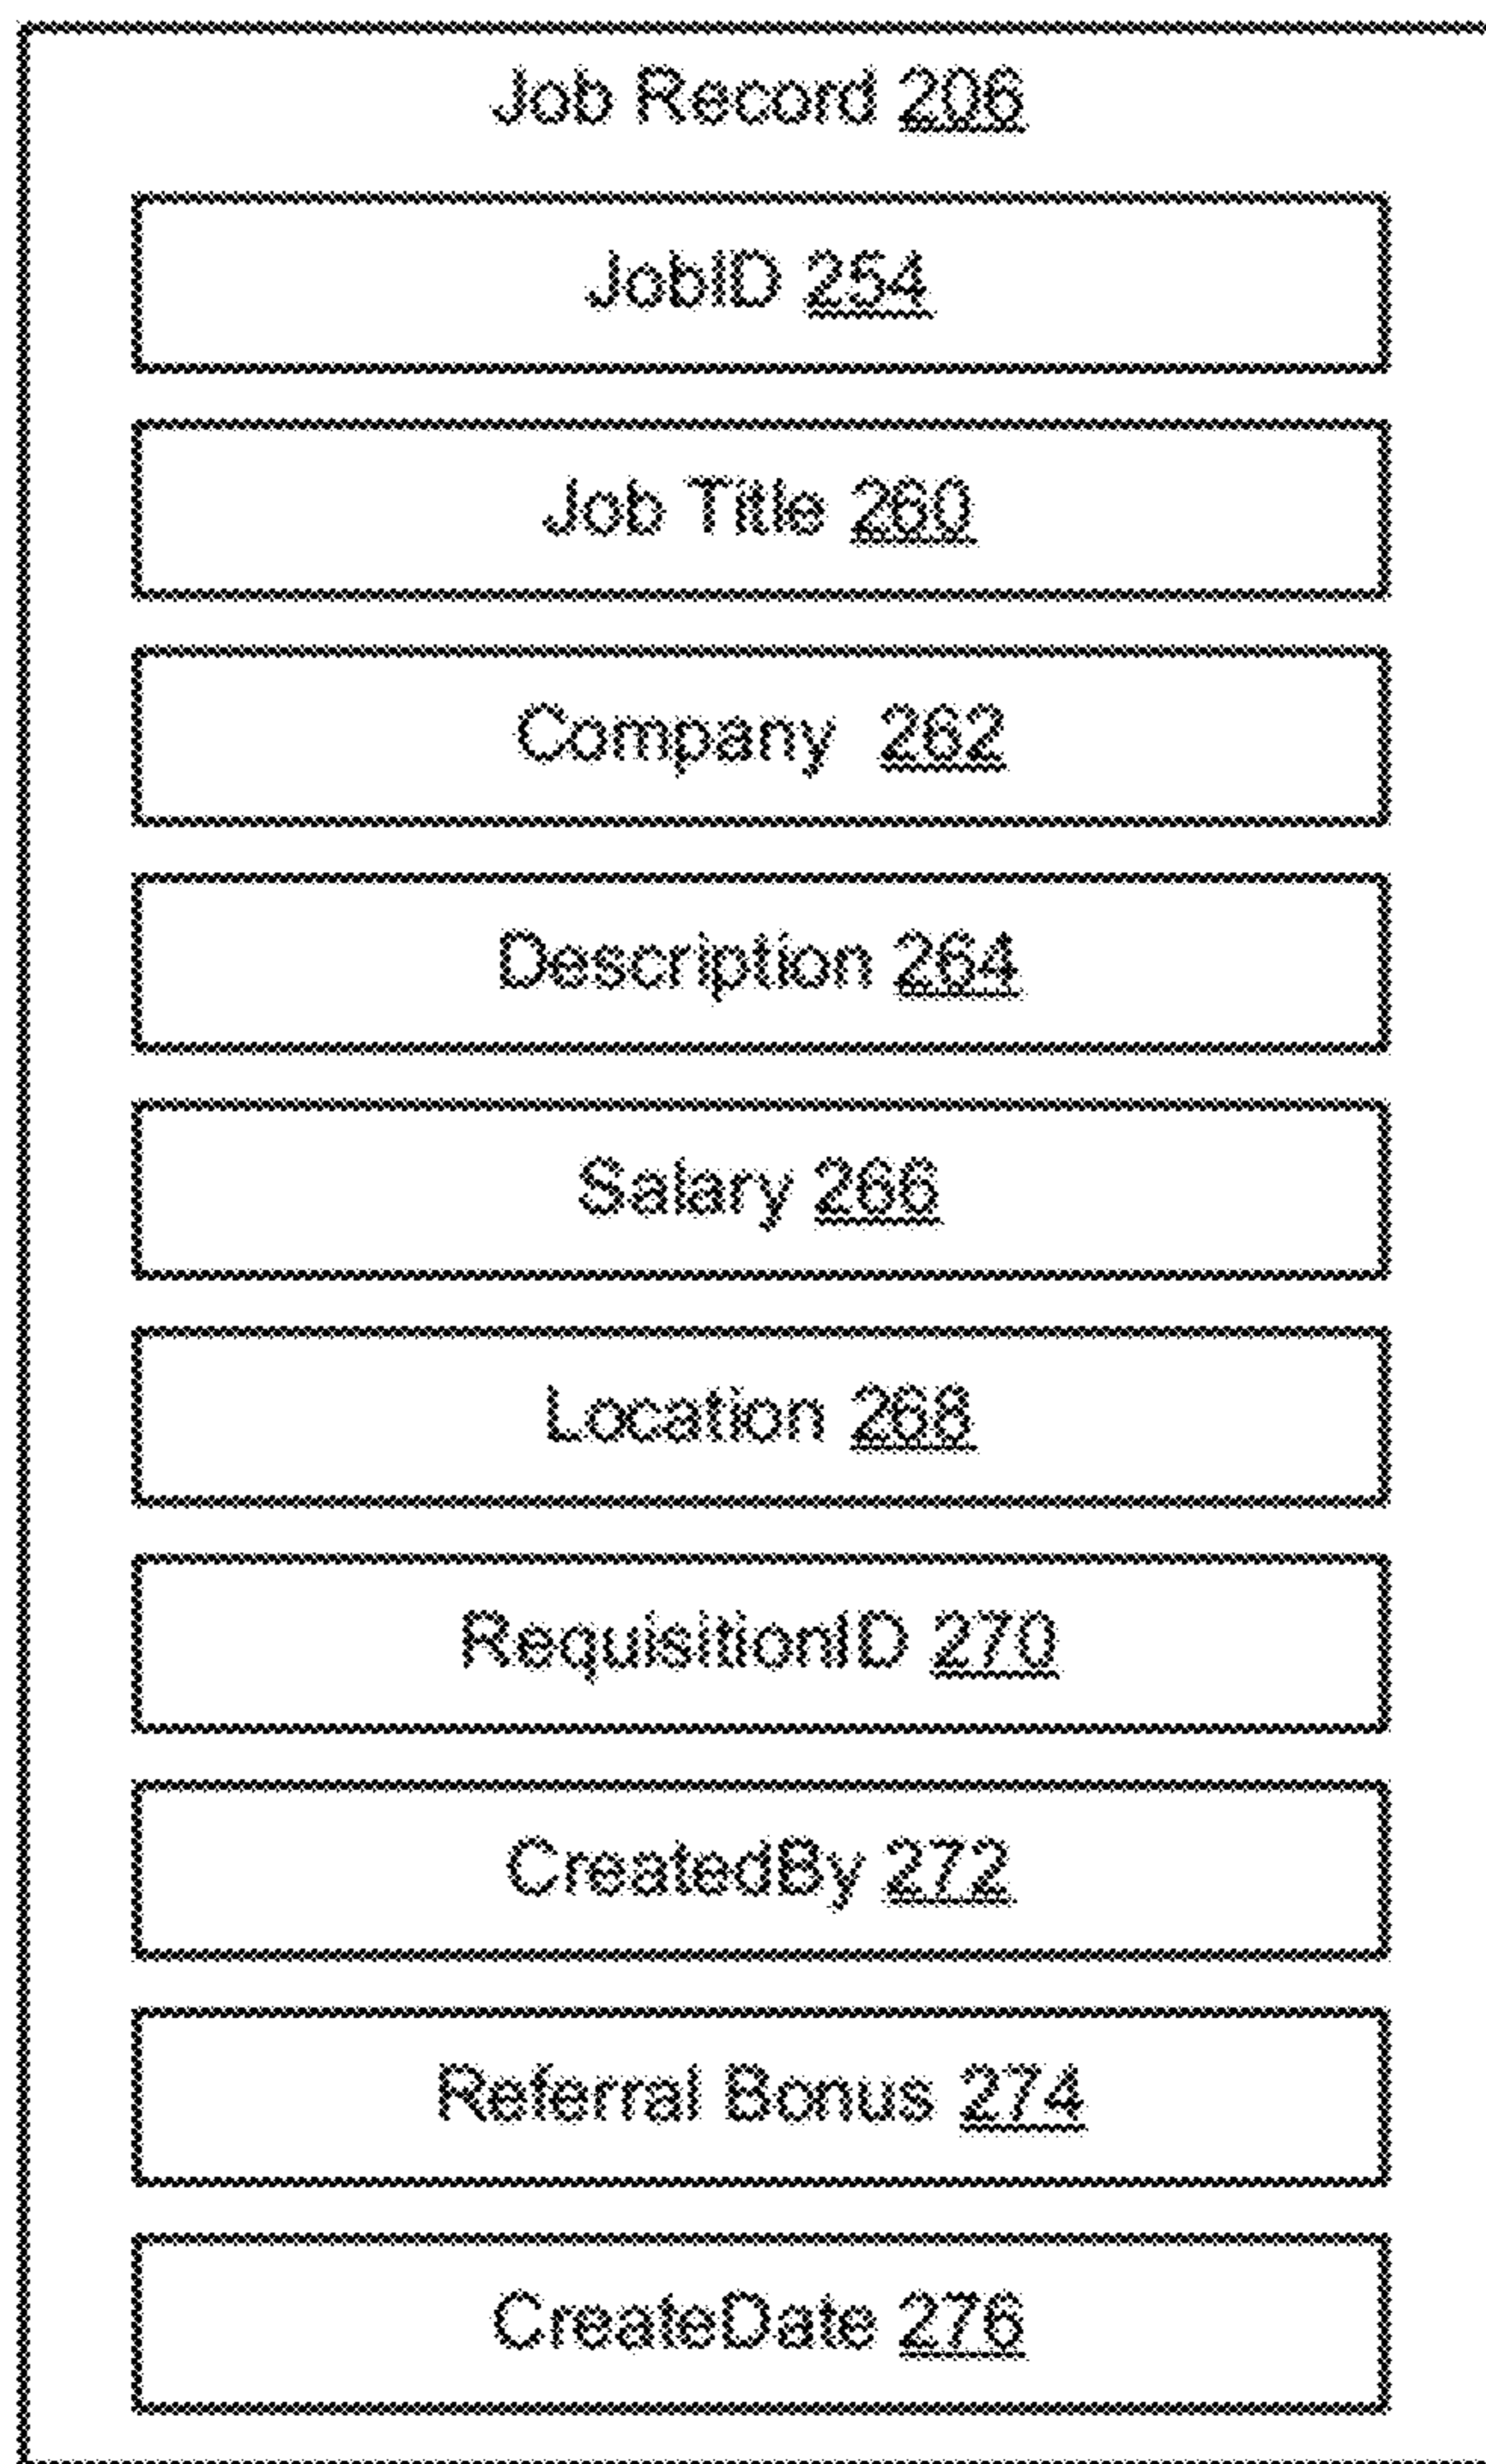 Job Record 206
JobID 254
Job Title 260
Company 262
Description 264
Salary 266
Location 268
RequisitionID 270
CreatedBy 272
Referral Bonus 274
CreateDate 276